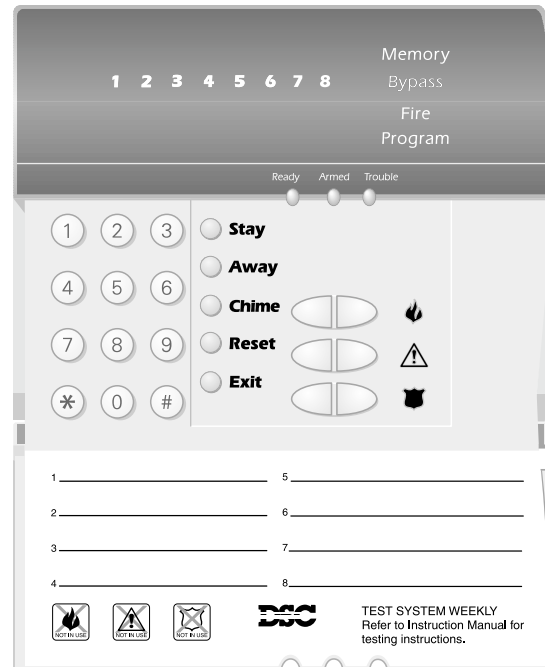 Memory
1 2 3 4 5 6 7 8 Bypass
Fire
Program
Ready Armed Trouble
1 2 3 Stay
Away
4 5 6
Chime
7 8 9 Reset
Exit
* 0 #
1 5
2 6
3 7
4 8
NOT IN USE NOT IN USE NOT IN USE
DSC
TEST SYSTEM WEEKLY
Refer to Instruction Manual for
testing instructions.